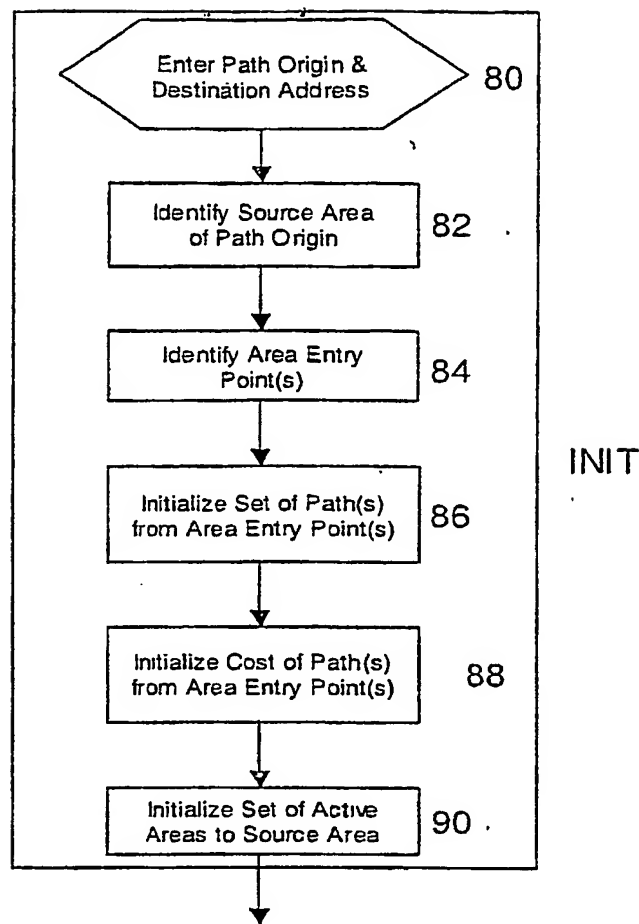 Enter Path Origin &
Destination Address
80
Identify Source Area
of Path Origin
82
Identify Area Entry
Point(s)
84
INIT
Initialize Set of Path(s)
from Area Entry Point(s)
86
Initialize Cost of Path(s)
from Area Entry Point(s)
88
Initialize Set of Active
Areas to Source Area
90